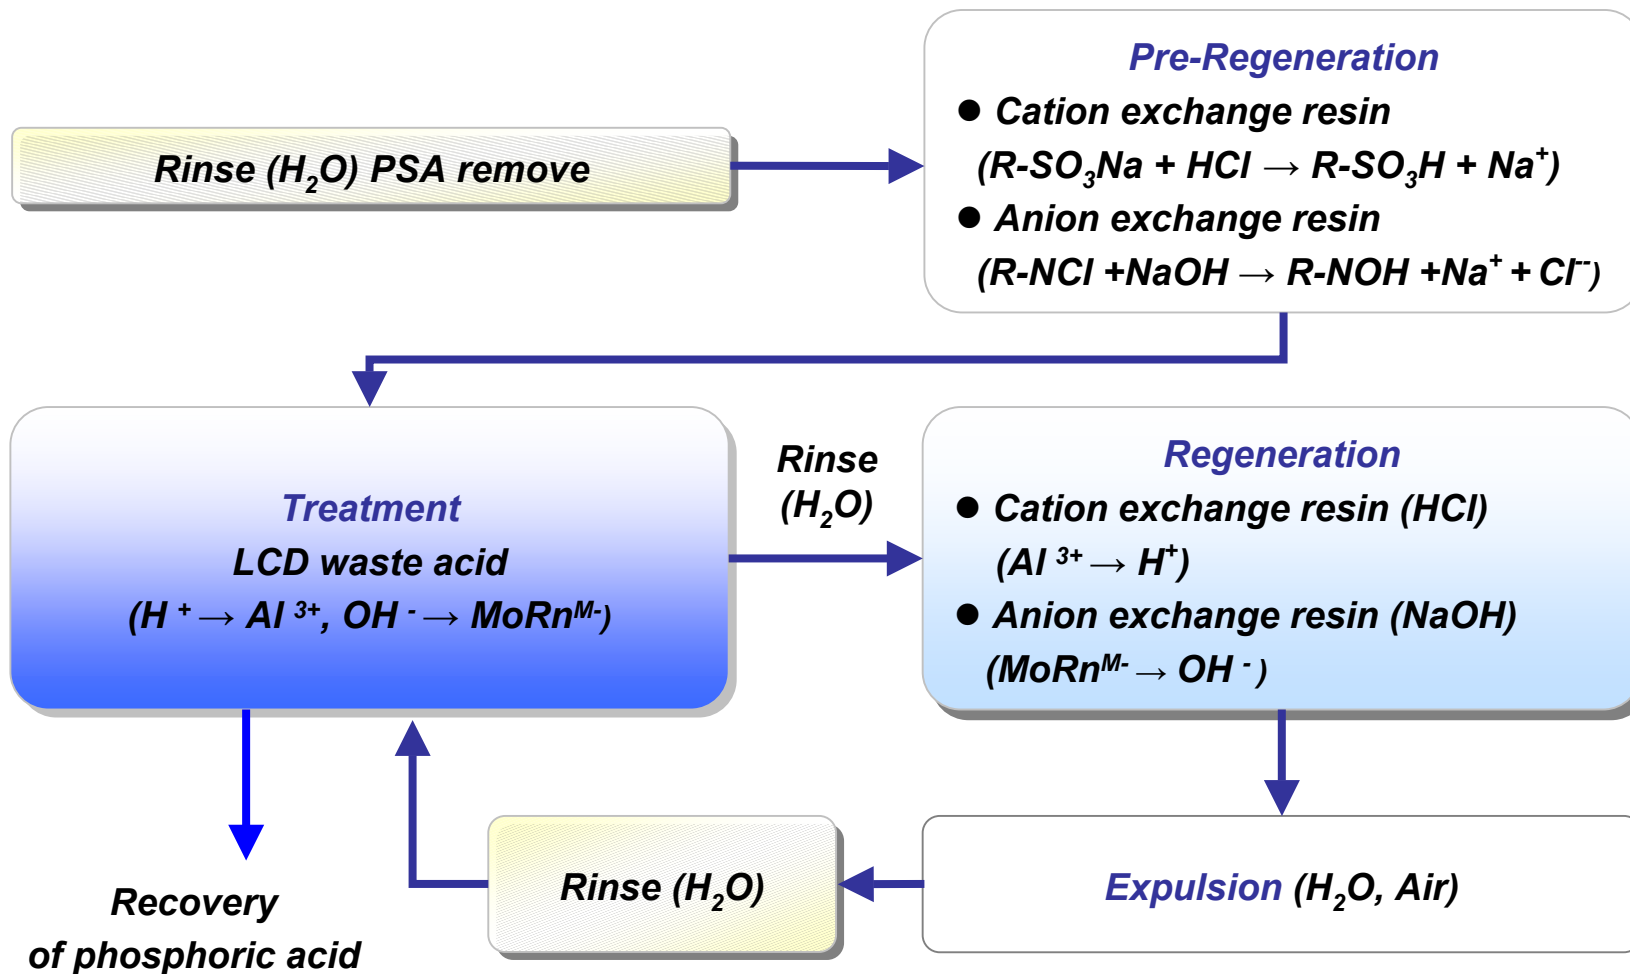 Rinse (H₂O) PSA remove
Pre-Regeneration
● Cation exchange resin
(R-SO₃Na + HCl → R-SO₃H + Na⁺)
● Anion exchange resin
(R-NCl +NaOH → R-NOH +Na⁺ + Cl⁻⁻)
Treatment
LCD waste acid
(H ⁺ → Al ³⁺, OH ⁻ → MoRnᴹ⁻)
Rinse
(H₂O)
Regeneration
● Cation exchange resin (HCl)
(Al ³⁺ → H⁺)
● Anion exchange resin (NaOH)
(MoRnᴹ⁻ → OH ⁻ )
Rinse (H₂O)
Expulsion (H₂O, Air)
Recovery
of phosphoric acid